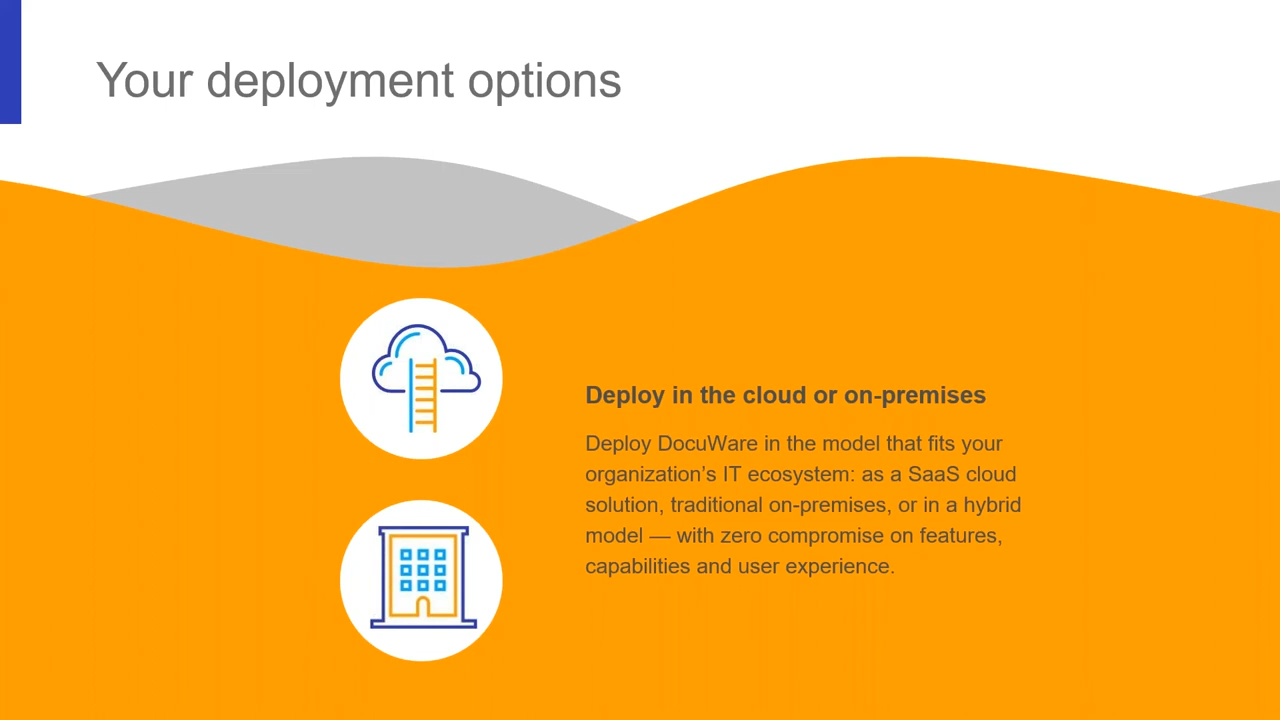 Your deployment options
Deploy in the cloud or on-premises
Deploy DocuWare in the model that fits your
organization’s IT ecosystem: as a SaaS cloud
solution, traditional on-premises, or in a hybrid
model — with zero compromise on features,
capabilities and user experience.